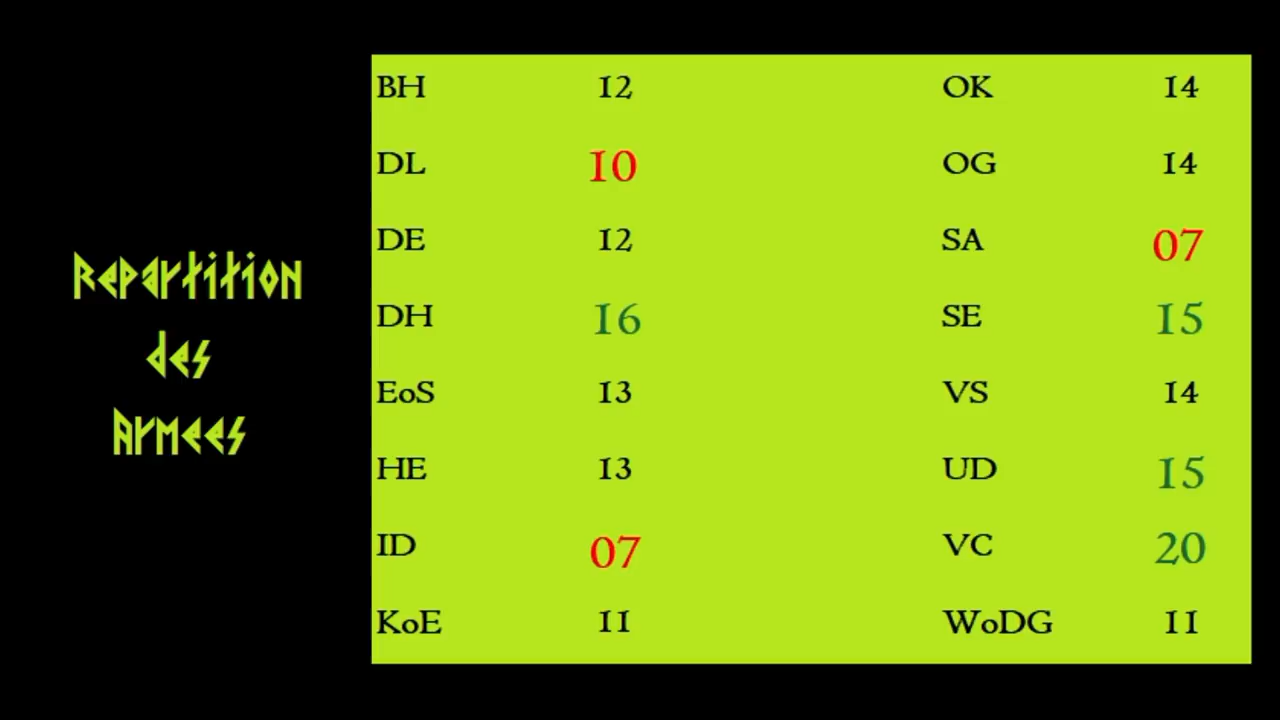 Repartition
des
Armees
BH 12 OK 14
DL 10 OG 14
DE 12 SA 07
DH 16 SE 15
EoS 13 VS 14
HE 13 UD 15
ID 07 VC 20
KoE 11 WoDG 11